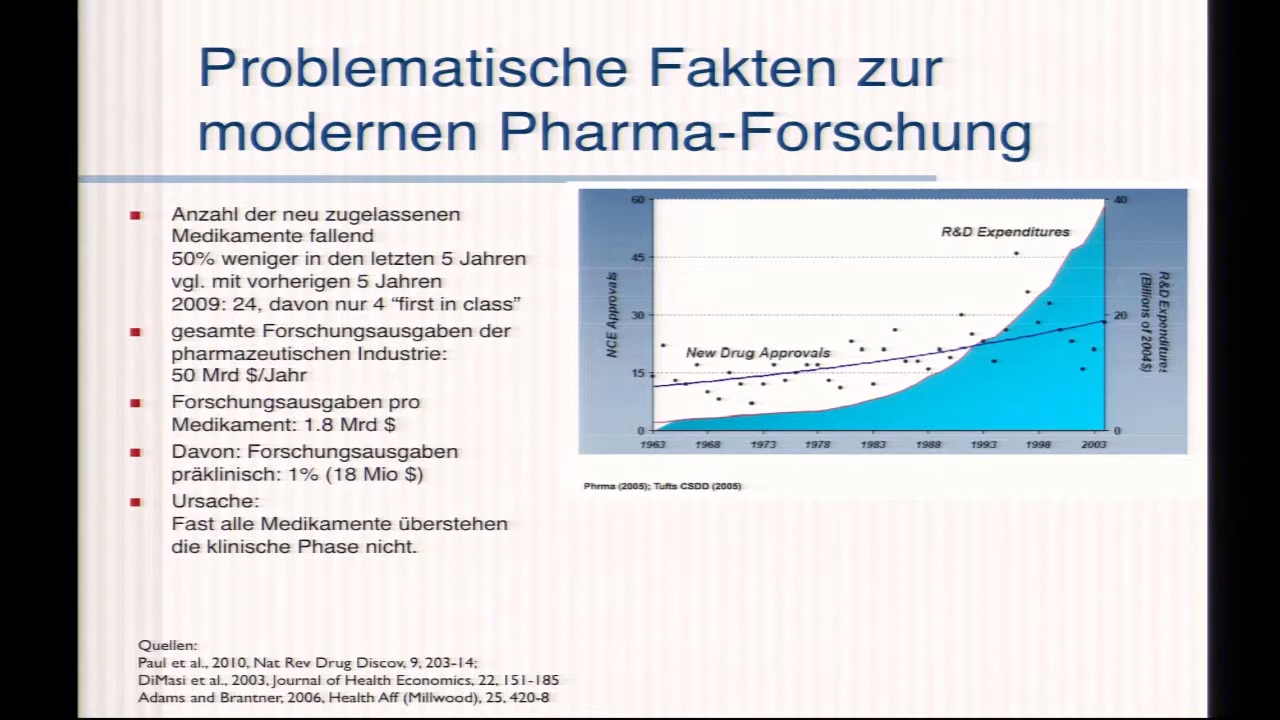 Problematische Fakten zur
modernen Pharma-Forschung
Anzahl der neu zugelassenen
Medikamente fallend
50% weniger in den letzten 5 Jahren
vgl. mit vorherigen 5 Jahren
2009: 24, davon nur 4 “first in class”
gesamte Forschungsausgaben der
pharmazeutischen Industrie:
50 Mrd $/Jahr
Forschungsausgaben pro
Medikament: 1.8 Mrd $
Davon: Forschungsausgaben
präklinisch: 1% (18 Mio $)
Ursache:
Fast alle Medikamente überstehen
die klinische Phase nicht.
60
45
30
15
0
NCE Approvals
New Drug Approvals
R&D Expenditures
40
20
0
R&D Expenditures
(Billions of 2004$)
1963 1968 1973 1978 1983 1988 1993 1998 2003
Phrma (2005); Tufts CSDD (2005)
Quellen:
Paul et al., 2010, Nat Rev Drug Discov, 9, 203-14;
DiMasi et al., 2003, Journal of Health Economics, 22, 151-185
Adams and Brantner, 2006, Health Aff (Millwood), 25, 420-8